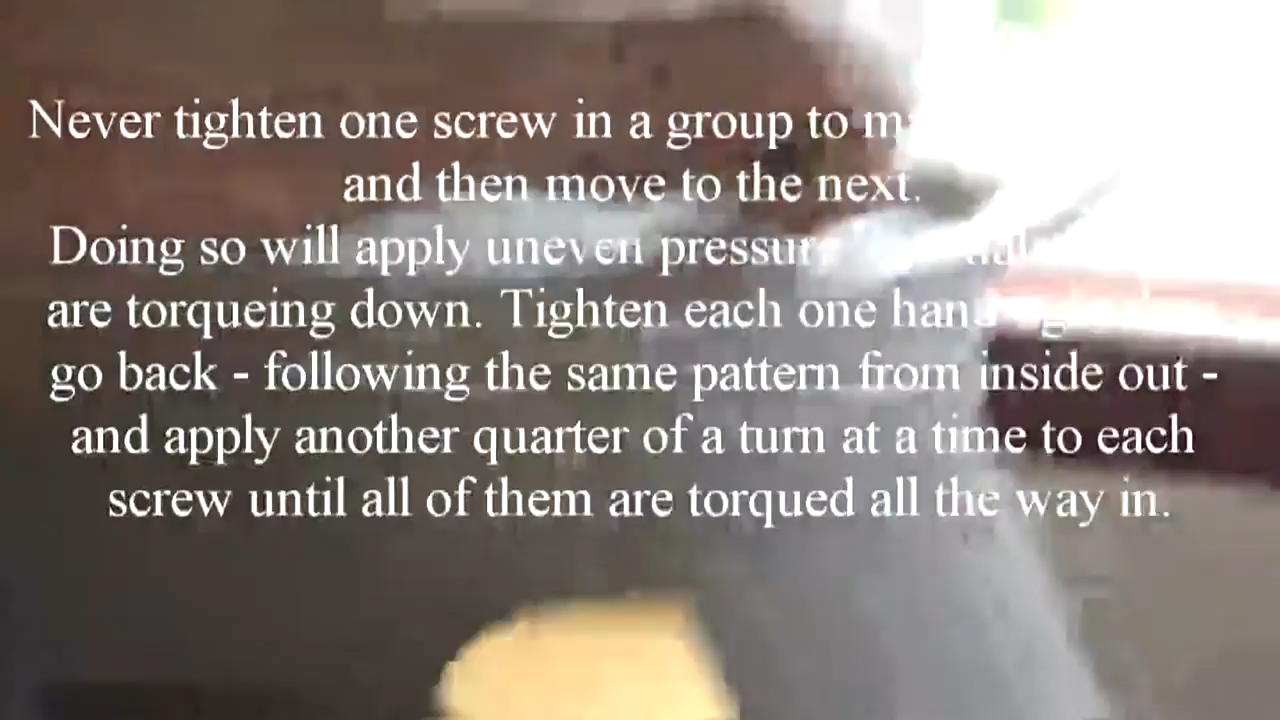 Never tighten one screw in a group to
and then move to the next.
Doing so will apply uneven pressure
are torqueing down. Tighten each one hand
go back - following the same pattern from inside out -
and apply another quarter of a turn at a time to each
screw until all of them are torqued all the way in.